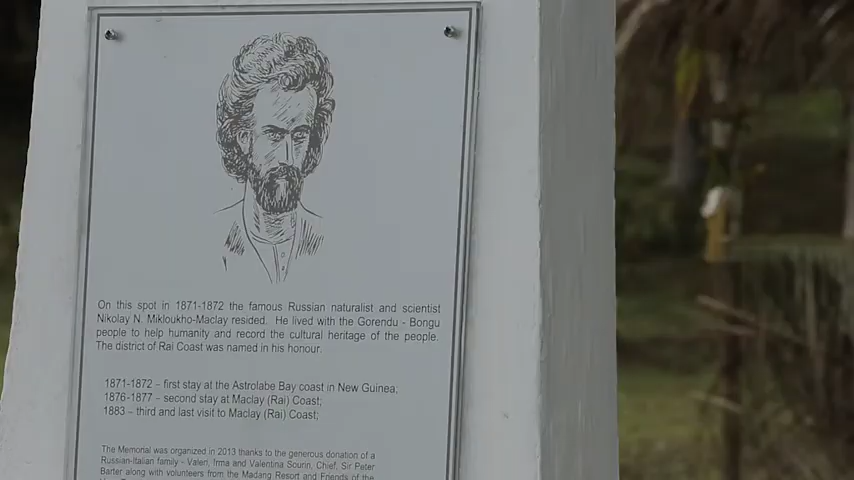 On this spot in 1871-1872 the famous Russian naturalist and scientist
Nikolay N. Mikloukho-Maclay resided. He lived with the Gorendu - Bongu
people to help humanity and record the cultural heritage of the people.
The district of Rai Coast was named in his honour.
1871-1872 – first stay at the Astrolabe Bay coast in New Guinea;
1876-1877 – second stay at Maclay (Rai) Coast;
1883 – third and last visit to Maclay (Rai) Coast;
The Memorial was organized in 2013 thanks to the generous donation of a
Russian-Italian family - Valeri, Irma and Valentina Sourin, Chief, Sir Peter
Barter along with volunteers from the Madang Resort and Friends of the